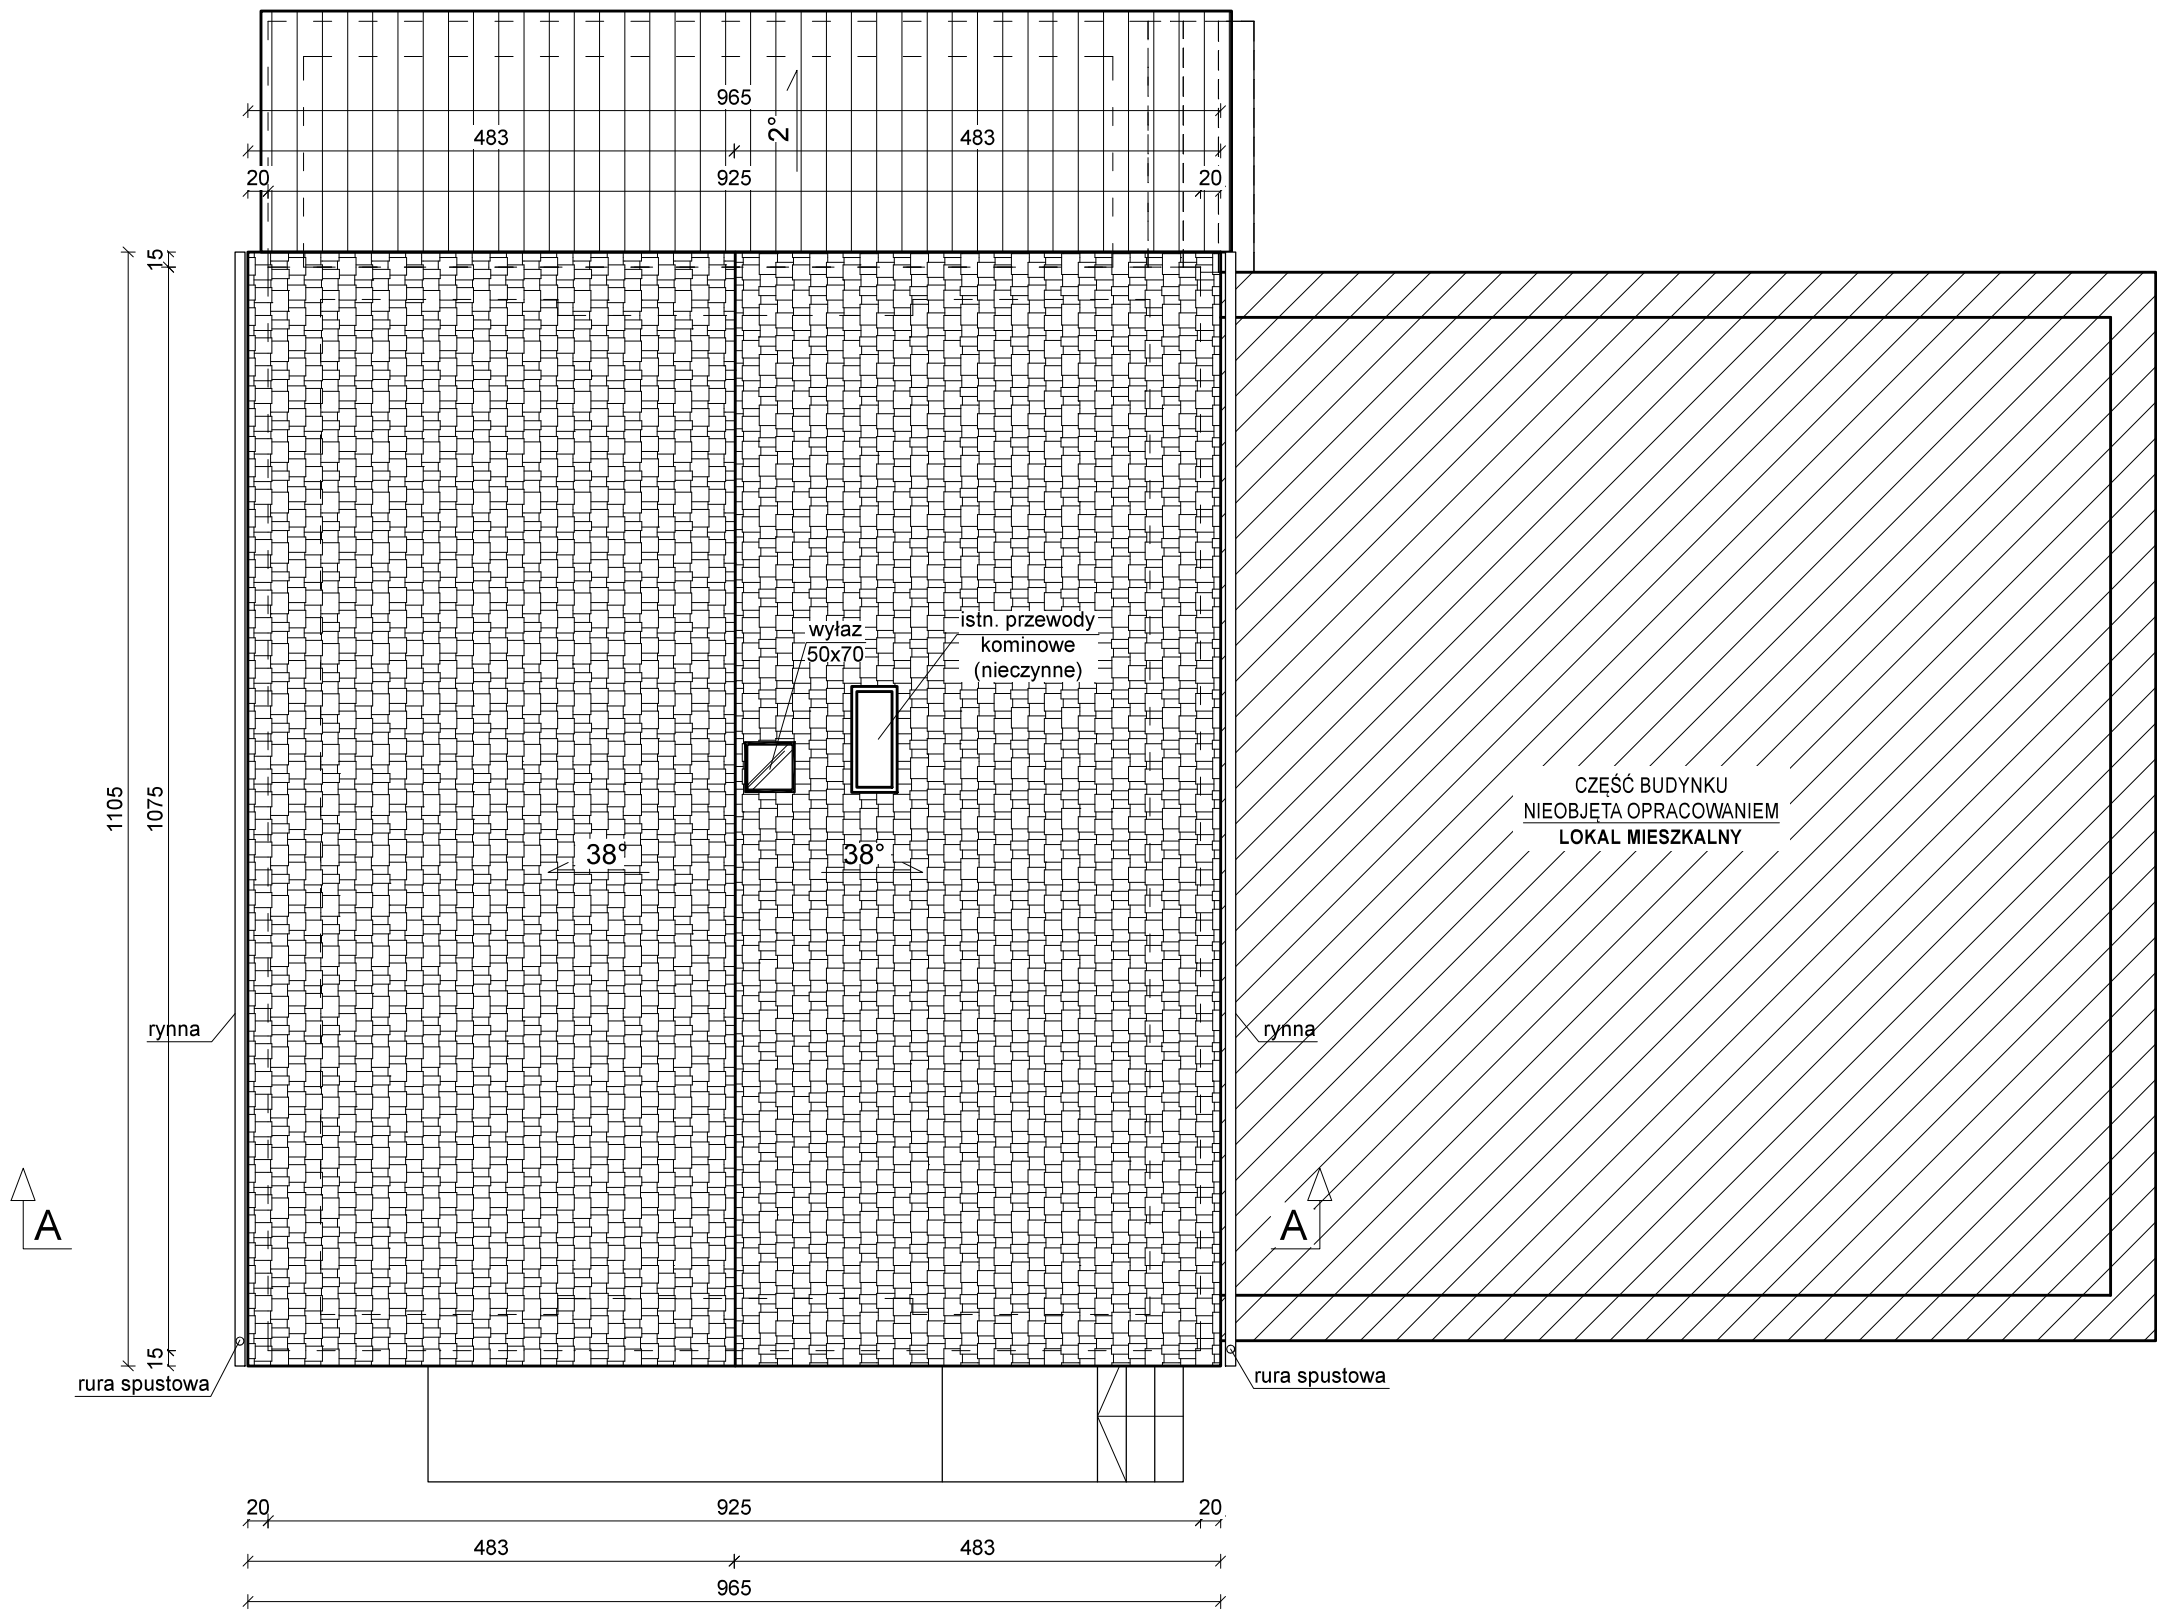 965
2°
483
483
20
925
20
15
1105
1075
15
wyłaz
50x70
istn. przewody
kominowe
(nieczynne)
38°
38°
CZĘŚĆ BUDYNKU
NIEOBJĘTA OPRACOWANIEM
LOKAL MIESZKALNY
rynna
rynna
A
A
rura spustowa
rura spustowa
20
925
20
483
483
965